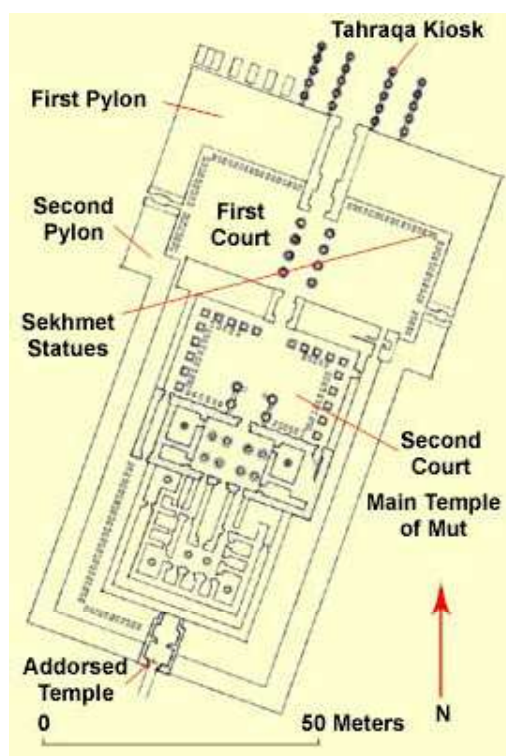 Tahraqa Kiosk
First Pylon
Second
Pylon
First
Court
Sekhmet
Statues
Second
Court
Main Temple
of Mut
Addorsed
Temple
N
0
50 Meters